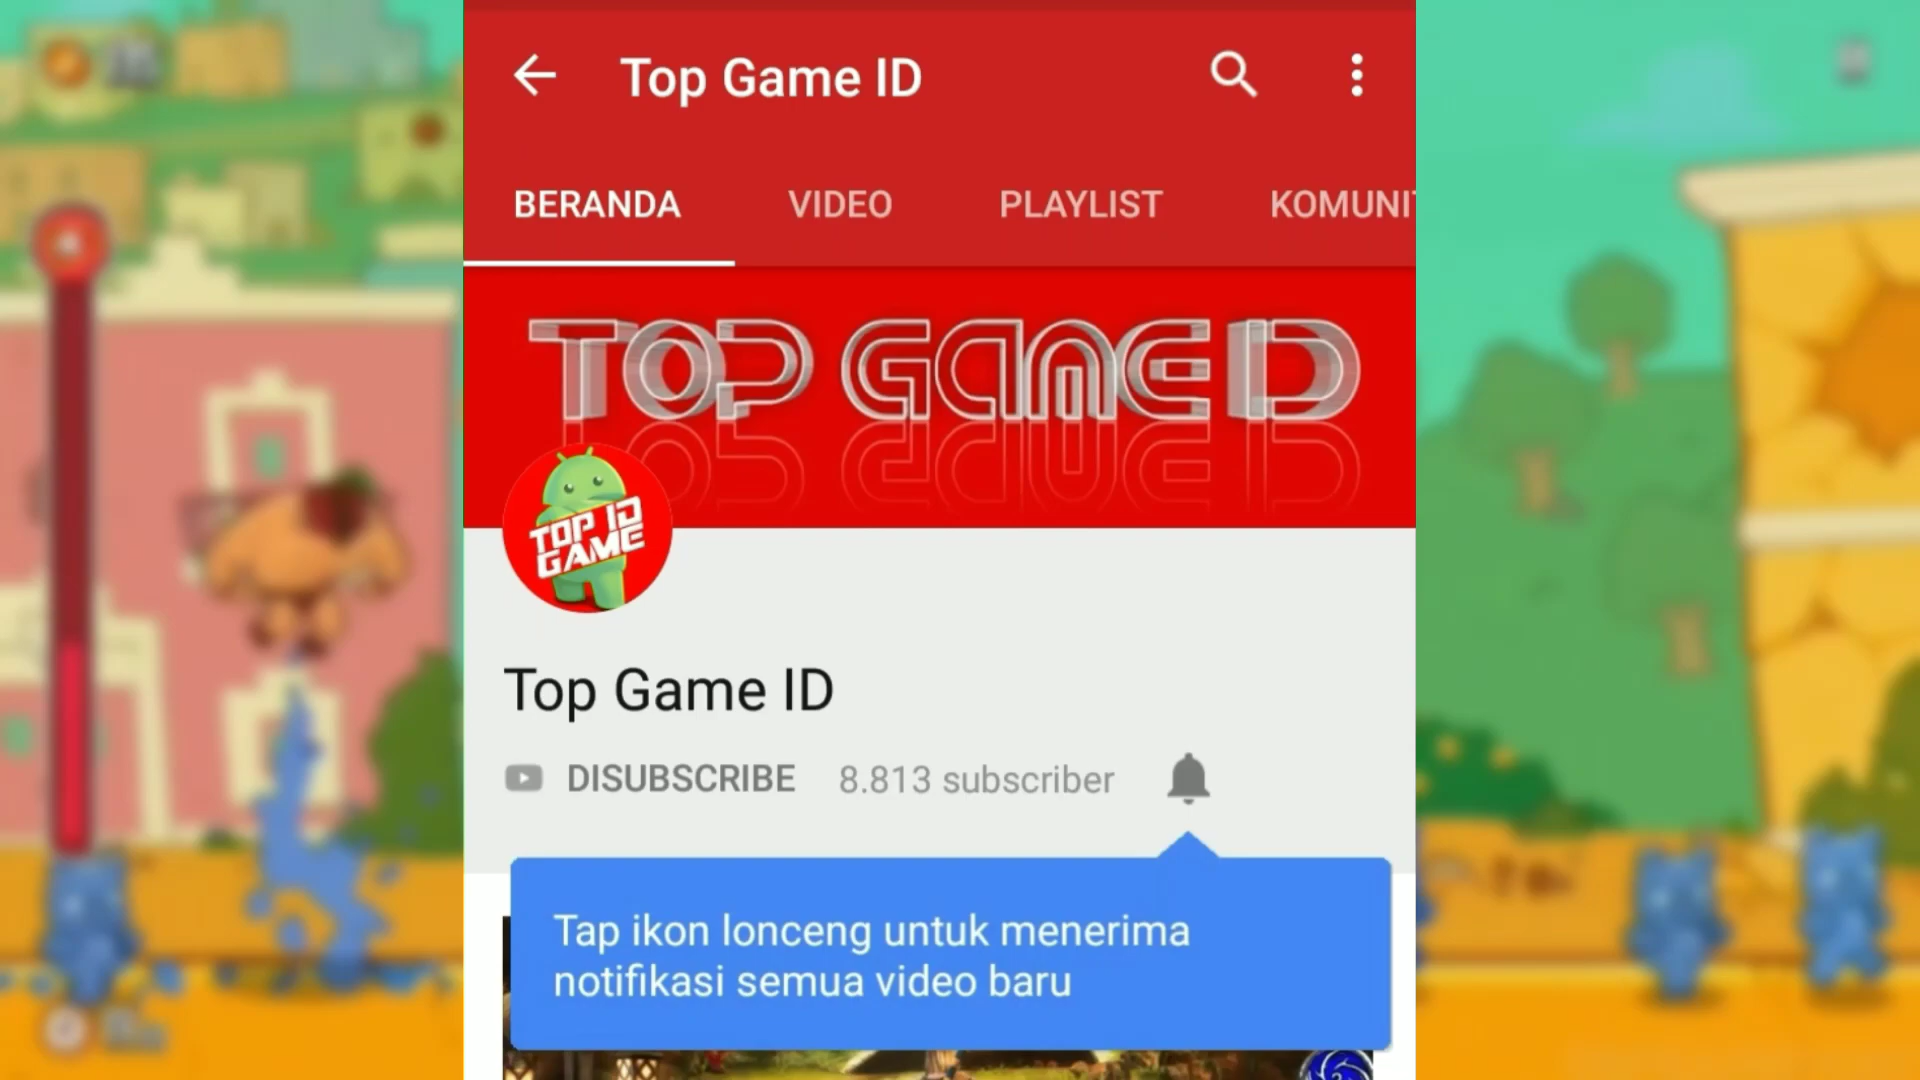 Top Game ID
BERANDA
VIDEO
PLAYLIST
KOMUNIT
TOP GAME ID
TOP ID
GAME
Top Game ID
DISUBSCRIBE
8.813 subscriber
Tap ikon lonceng untuk menerima
notifikasi semua video baru